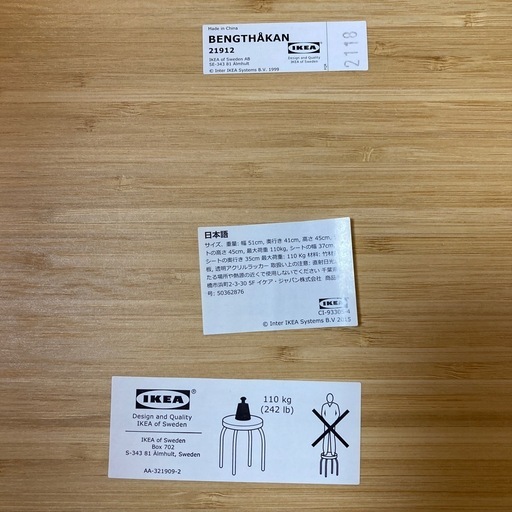 Made in China
BENGTHÅKAN
21912
IKEA of Sweden AB
SE-343 81 Älmhult
© Inter IKEA Systems B.V. 1999
IKEA
Design and Quality
IKEA of Sweden
2118
日本語
サイズ, 重量: 幅 51cm, 奥行き 41cm, 高さ 45cm,
トの高さ 45cm, 最大荷重 110kg, シートの幅 37cm
シートの奥行き 35cm 最大荷重: 110 Kg 材料: 竹材
板, 透明アクリルラッカー 取扱い上の注意: 直射日光
たる場所や熱源の近くで使用しないでください 千葉
橋市浜町2-3-30 SF イケア・ジャパン株式会社 商品
号: 50362876
IKEA
© Inter IKEA Systems B.V 2015
IKEA
Design and Quality
IKEA of Sweden
IKEA of Sweden
Box 702
S-343 81 Älmhult, Sweden
AA-321909-2
110 kg
(242 lb)